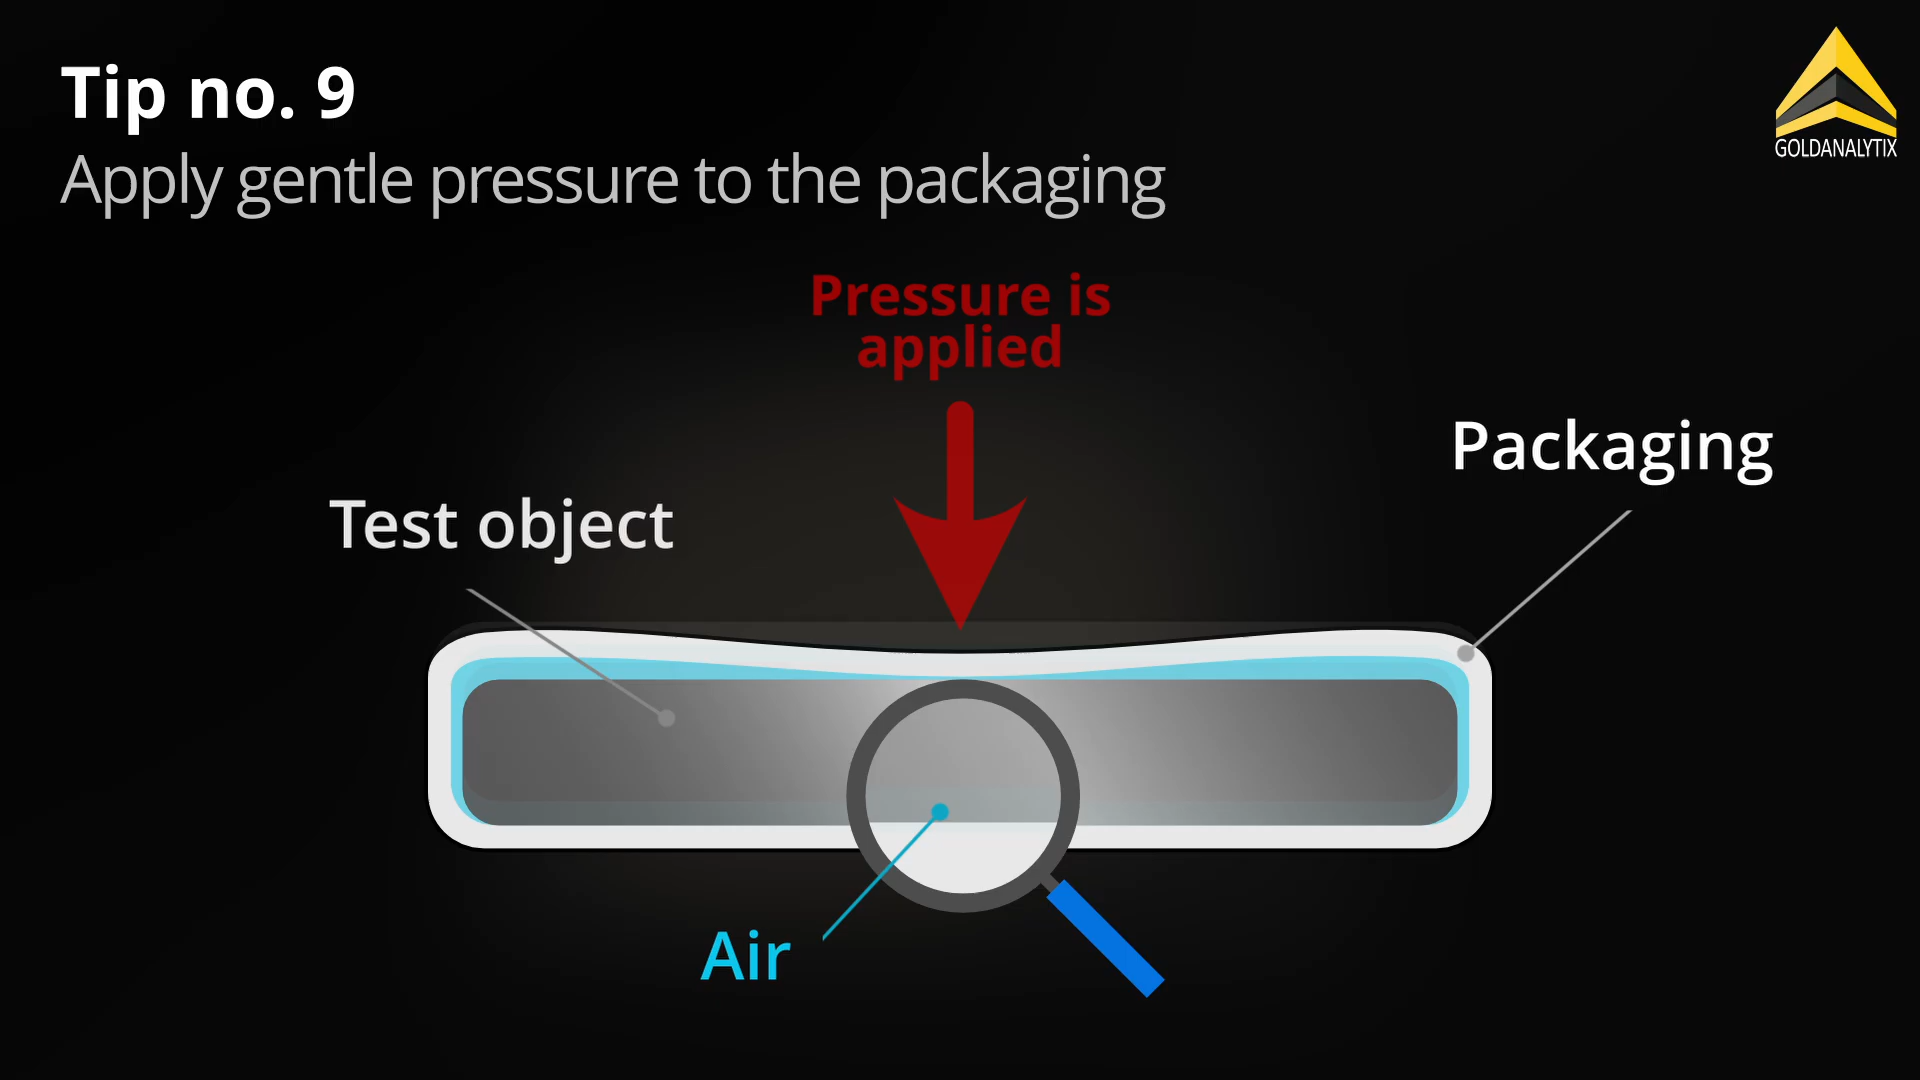 Tip no. 9
Apply gentle pressure to the packaging
GOLDANALYTIX
Pressure is
applied
Packaging
Test object
Air